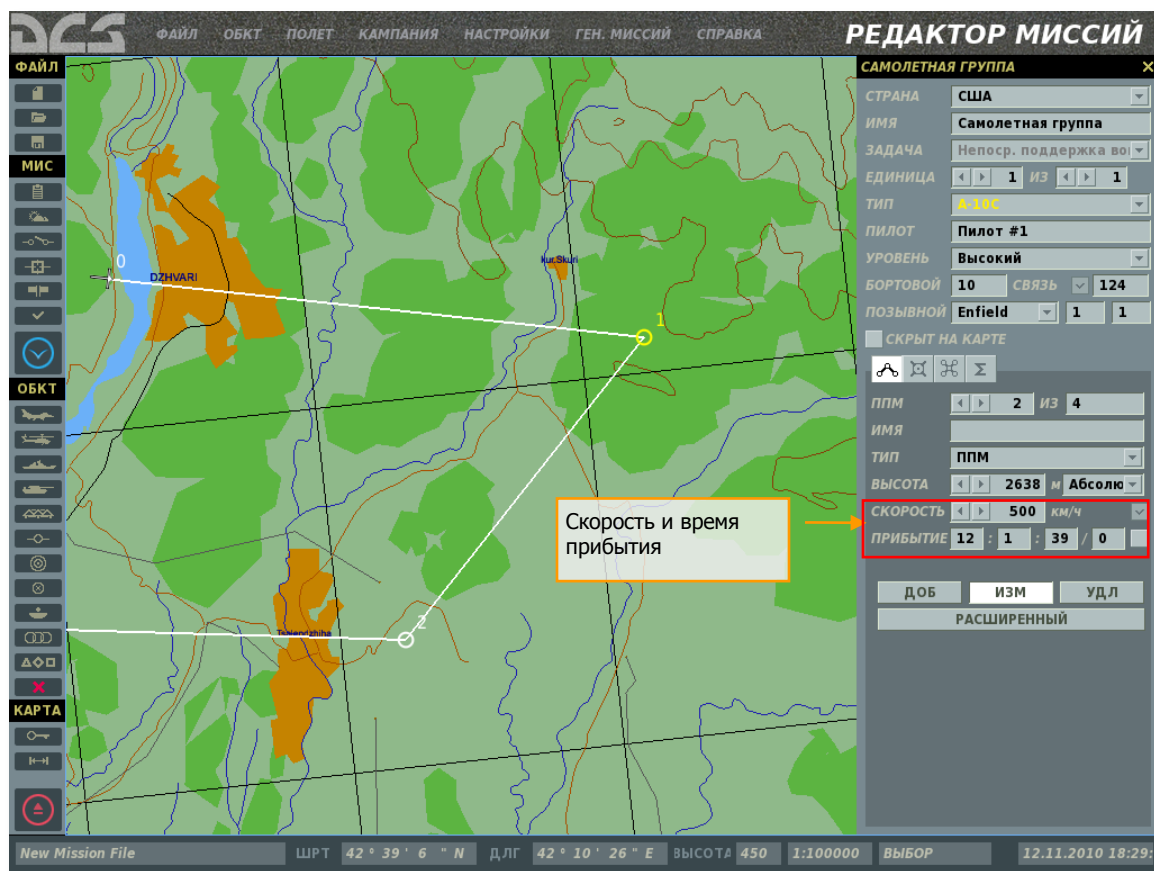 DCS
ФАЙЛ ОБКТ ПОЛЕТ КАМПАНИЯ НАСТРОЙКИ ГЕН. МИССИЙ СПРАВКА
РЕДАКТОР МИССИЙ
ФАЙЛ
МИС
ОБКТ
КАРТА
0
DZHVARI
kur.Skuri
1
2
Скорость и время
прибытия
САМОЛЕТНАЯ ГРУППА
СТРАНА США
ИМЯ Самолетная группа
ЗАДАЧА Непоср. поддержка во
ЕДИНИЦА 1 ИЗ 1
ТИП A-10C
ПИЛОТ Пилот #1
УРОВЕНЬ Высокий
БОРТОВОЙ 10 СВЯЗЬ 124
ПОЗЫВНОЙ Enfield 1 1
СКРЫТ НА КАРТЕ
Σ
ППМ 2 ИЗ 4
ИМЯ
ТИП ППМ
ВЫСОТА 2638 м Абсолю
СКОРОСТЬ 500 км/ч
ПРИБЫТИЕ 12 : 1 : 39 / 0
ДОБ ИЗМ УДЛ
РАСШИРЕННЫЙ
New Mission File ШРТ 42 ° 39 ' 6 " N ДЛГ 42 ° 10 ' 26 " E ВЫСОТА 450 1:100000 ВЫБОР 12.11.2010 18:29: